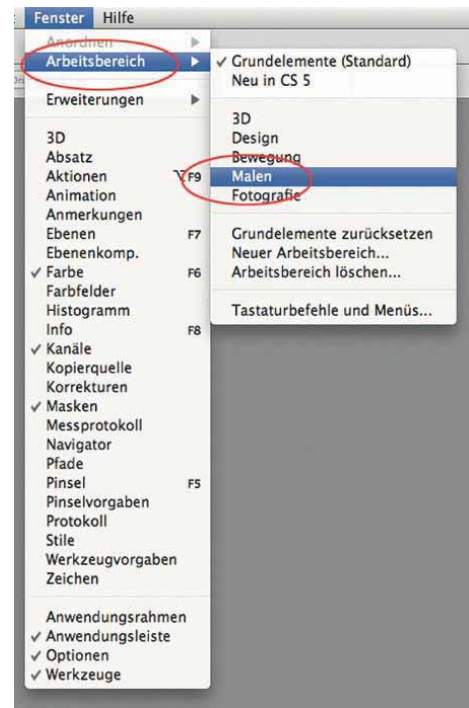 Fenster Hilfe
Anordnen
Arbeitsbereich
Erweiterungen
3D
Absatz
Aktionen ⌥F9
Animation
Anmerkungen
Ebenen F7
Ebenenkomp.
✓ Farbe F6
Farbfelder
Histogramm
Info F8
✓ Kanäle
Kopierquelle
Korrekturen
✓ Masken
Messprotokoll
Navigator
Pfade
Pinsel F5
Pinselvorgaben
Protokoll
Stile
Werkzeugvorgaben
Zeichen
Anwendungsrahmen
✓ Anwendungsleiste
✓ Optionen
✓ Werkzeuge
✓ Grundelemente (Standard)
Neu in CS 5
3D
Design
Bewegung
Malen
Fotografie
Grundelemente zurücksetzen
Neuer Arbeitsbereich...
Arbeitsbereich löschen...
Tastaturbefehle und Menüs...